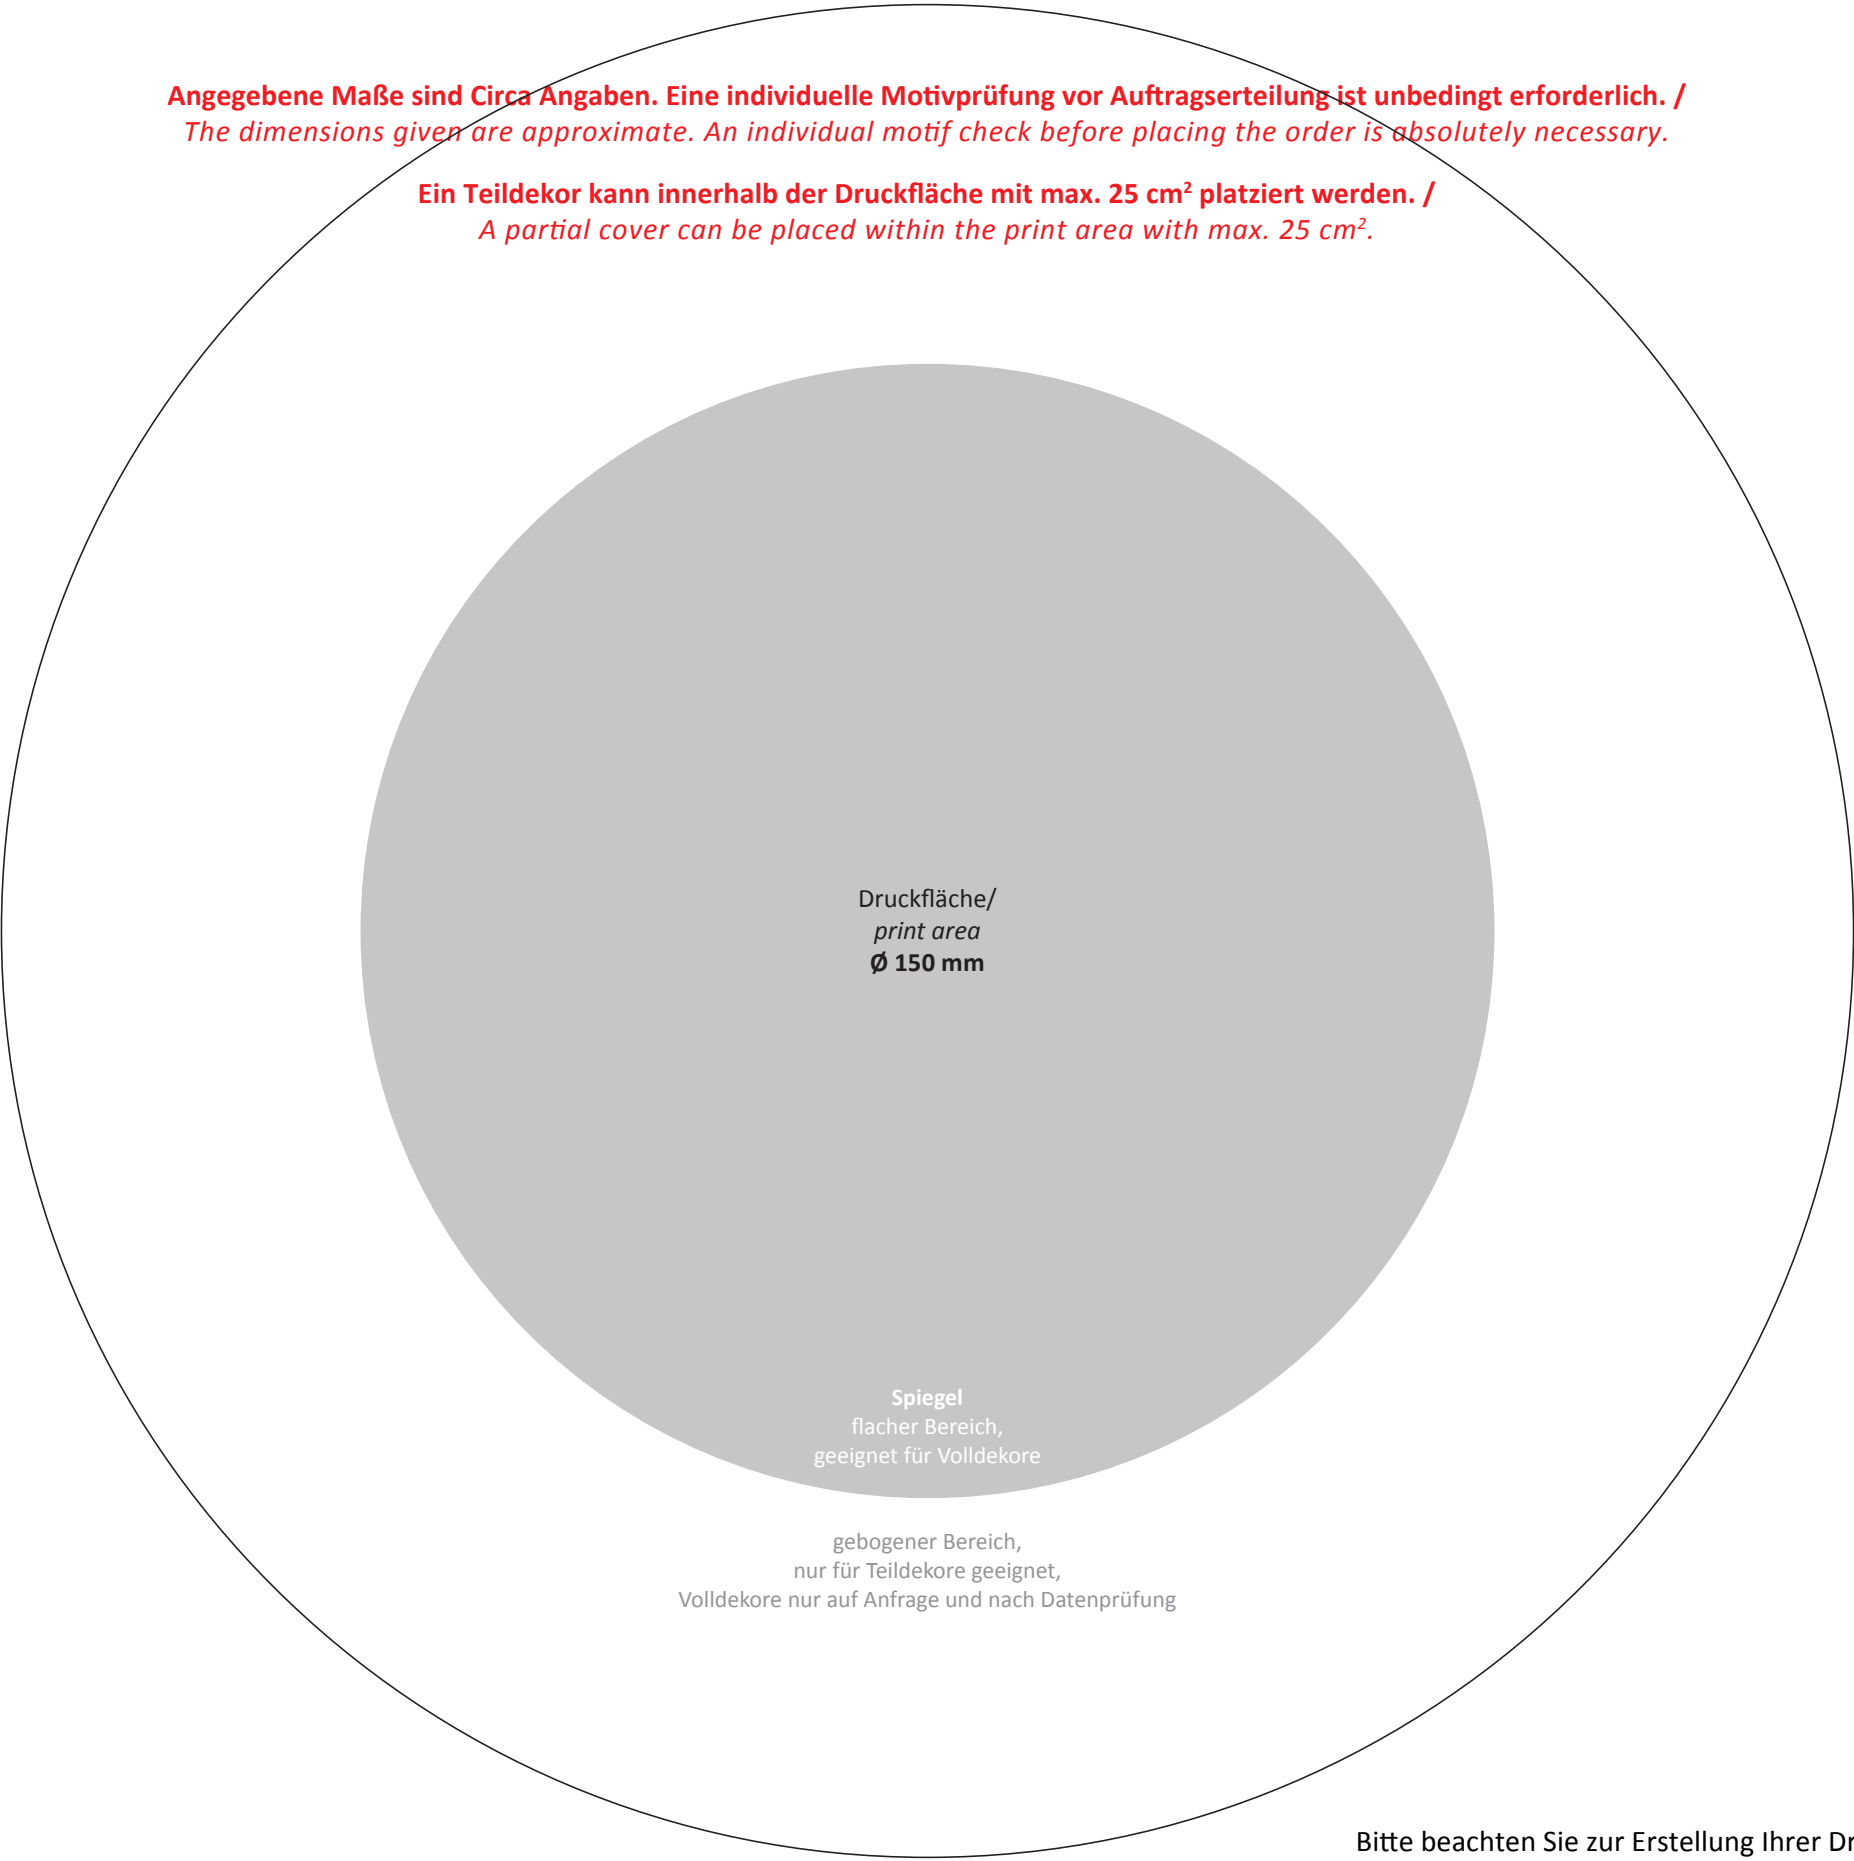 Angegebene Maße sind Circa Angaben. Eine individuelle Motivprüfung vor Auftragserteilung ist unbedingt erforderlich. /
The dimensions given are approximate. An individual motif check before placing the order is absolutely necessary.
Ein Teildekor kann innerhalb der Druckfläche mit max. 25 cm² platziert werden. /
A partial cover can be placed within the print area with max. 25 cm².
Druckfläche/
print area
Ø 150 mm
Spiegel
flacher Bereich,
geeignet für Volldekore
gebogener Bereich,
nur für Teildekore geeignet,
Volldekore nur auf Anfrage und nach Datenprüfung
Bitte beachten Sie zur Erstellung Ihrer